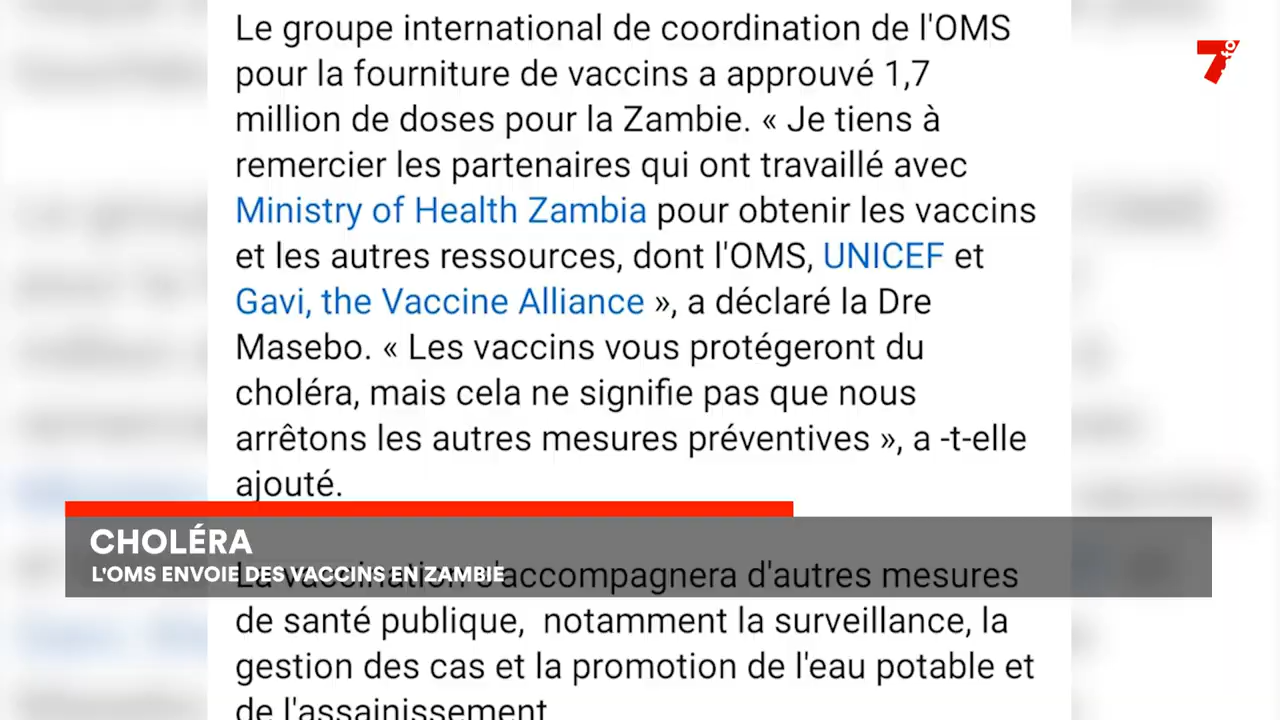 Le groupe international de coordination de l'OMS
pour la fourniture de vaccins a approuvé 1,7
million de doses pour la Zambie. « Je tiens à
remercier les partenaires qui ont travaillé avec
Ministry of Health Zambia pour obtenir les vaccins
et les autres ressources, dont l'OMS, UNICEF et
Gavi, the Vaccine Alliance », a déclaré la Dre
Masebo. « Les vaccins vous protégeront du
choléra, mais cela ne signifie pas que nous
arrêtons les autres mesures préventives », a -t-elle
ajouté.
CHOLÉRA
L'OMS ENVOIE DES VACCINS EN ZAMBIE
La vaccination s'accompagnera d'autres mesures
de santé publique,  notamment la surveillance, la
gestion des cas et la promotion de l'eau potable et
de l'assainissement
7